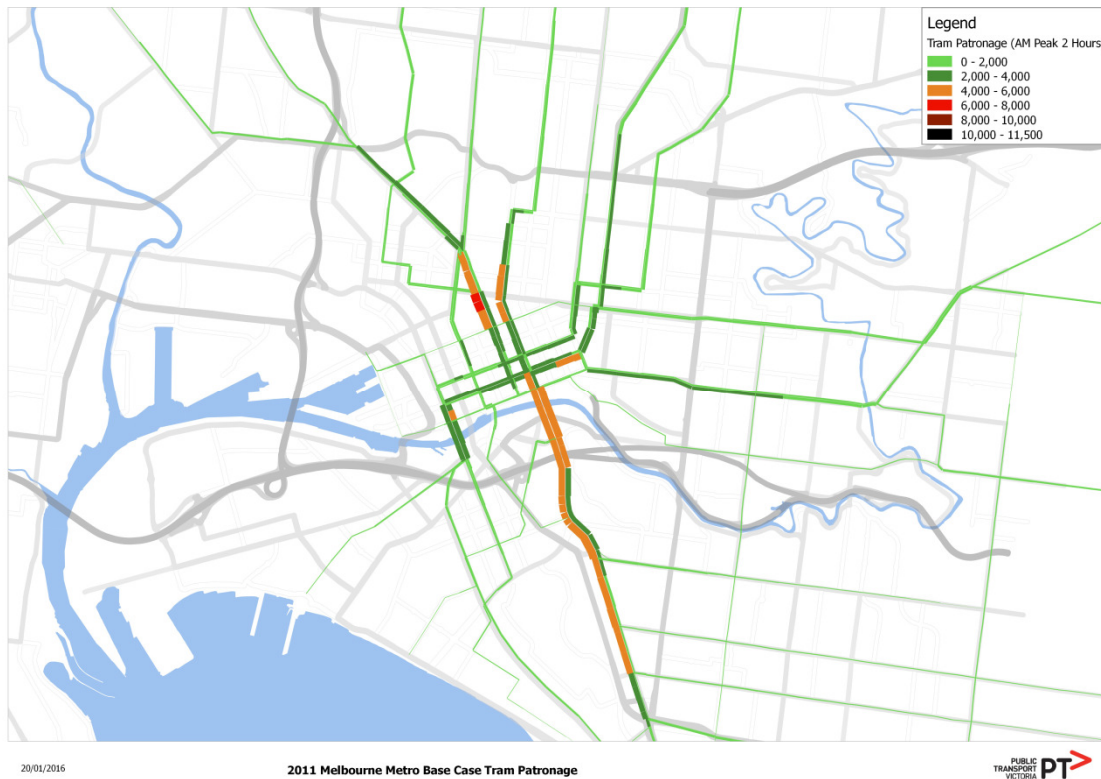 Legend
Tram Patronage (AM Peak 2 Hours
0 - 2,000
2,000 - 4,000
4,000 - 6,000
6,000 - 8,000
8,000 - 10,000
10,000 - 11,500
20/01/2016
2011 Melbourne Metro Base Case Tram Patronage
PUBLIC
TRANSPORT
VICTORIA
PT